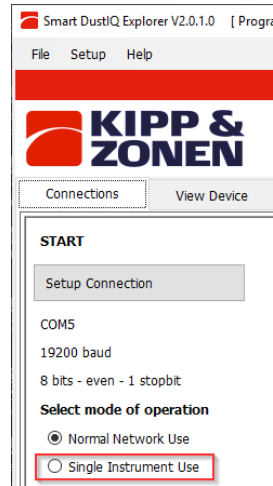 Smart DustIQ Explorer V2.0.1.0 [ Progra
File Setup Help
KIPP &
ZONEN
Connections View Device
START
Setup Connection
COM5
19200 baud
8 bits - even - 1 stopbit
Select mode of operation
Normal Network Use
Single Instrument Use